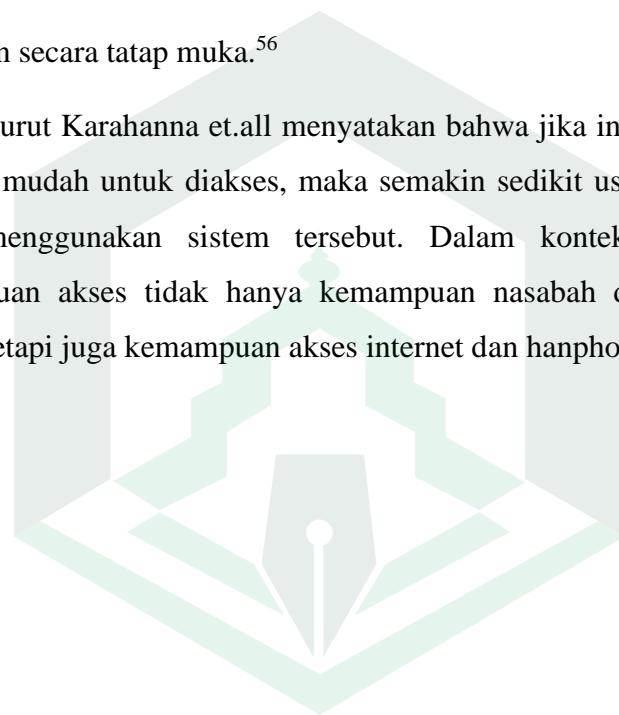 n secara tatap muka.56
urut Karahanna et.all menyatakan bahwa jika in
mudah untuk diakses, maka semakin sedikit us
menggunakan sistem tersebut. Dalam kontek
uan akses tidak hanya kemampuan nasabah d
etapi juga kemampuan akses internet dan hanpho